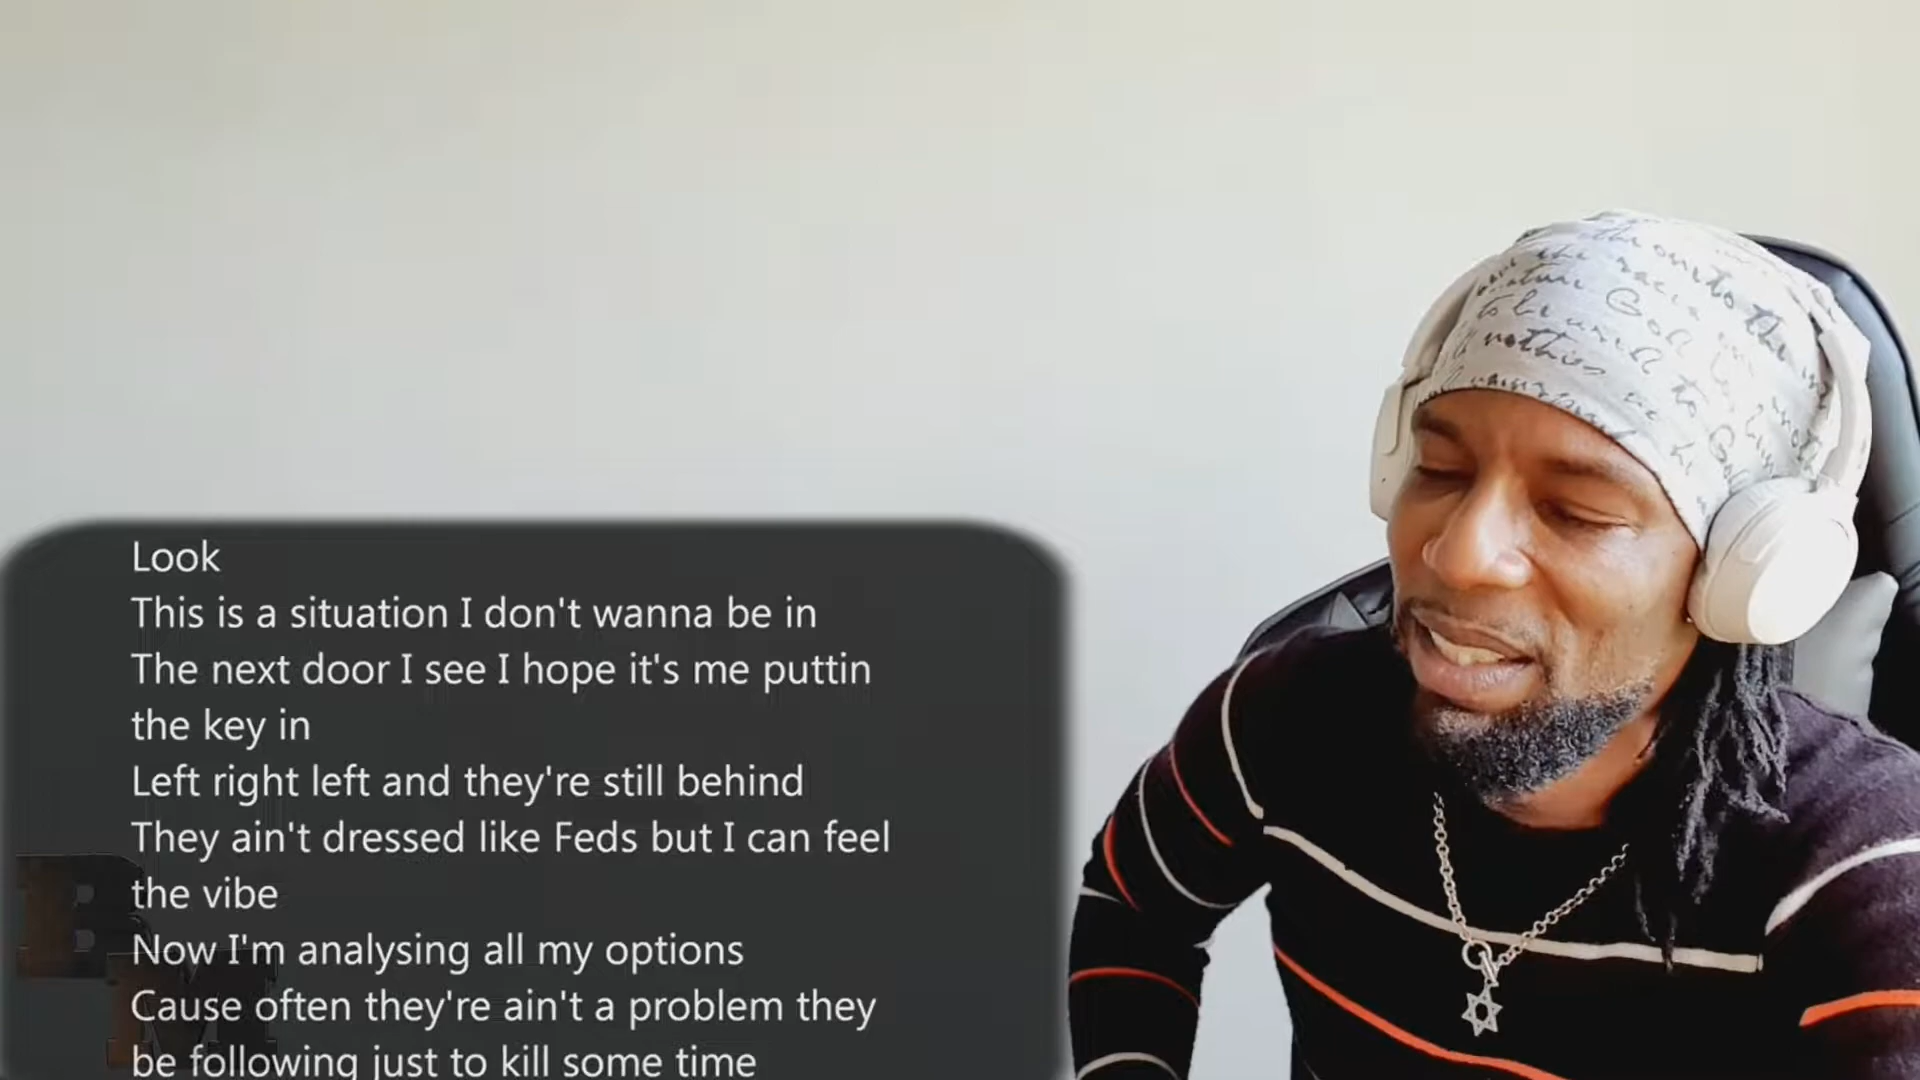 Look
This is a situation I don't wanna be in
The next door I see I hope it's me puttin
the key in
Left right left and they're still behind
They ain't dressed like Feds but I can feel
the vibe
Now I'm analysing all my options
Cause often they're ain't a problem they
be following just to kill some time
BM